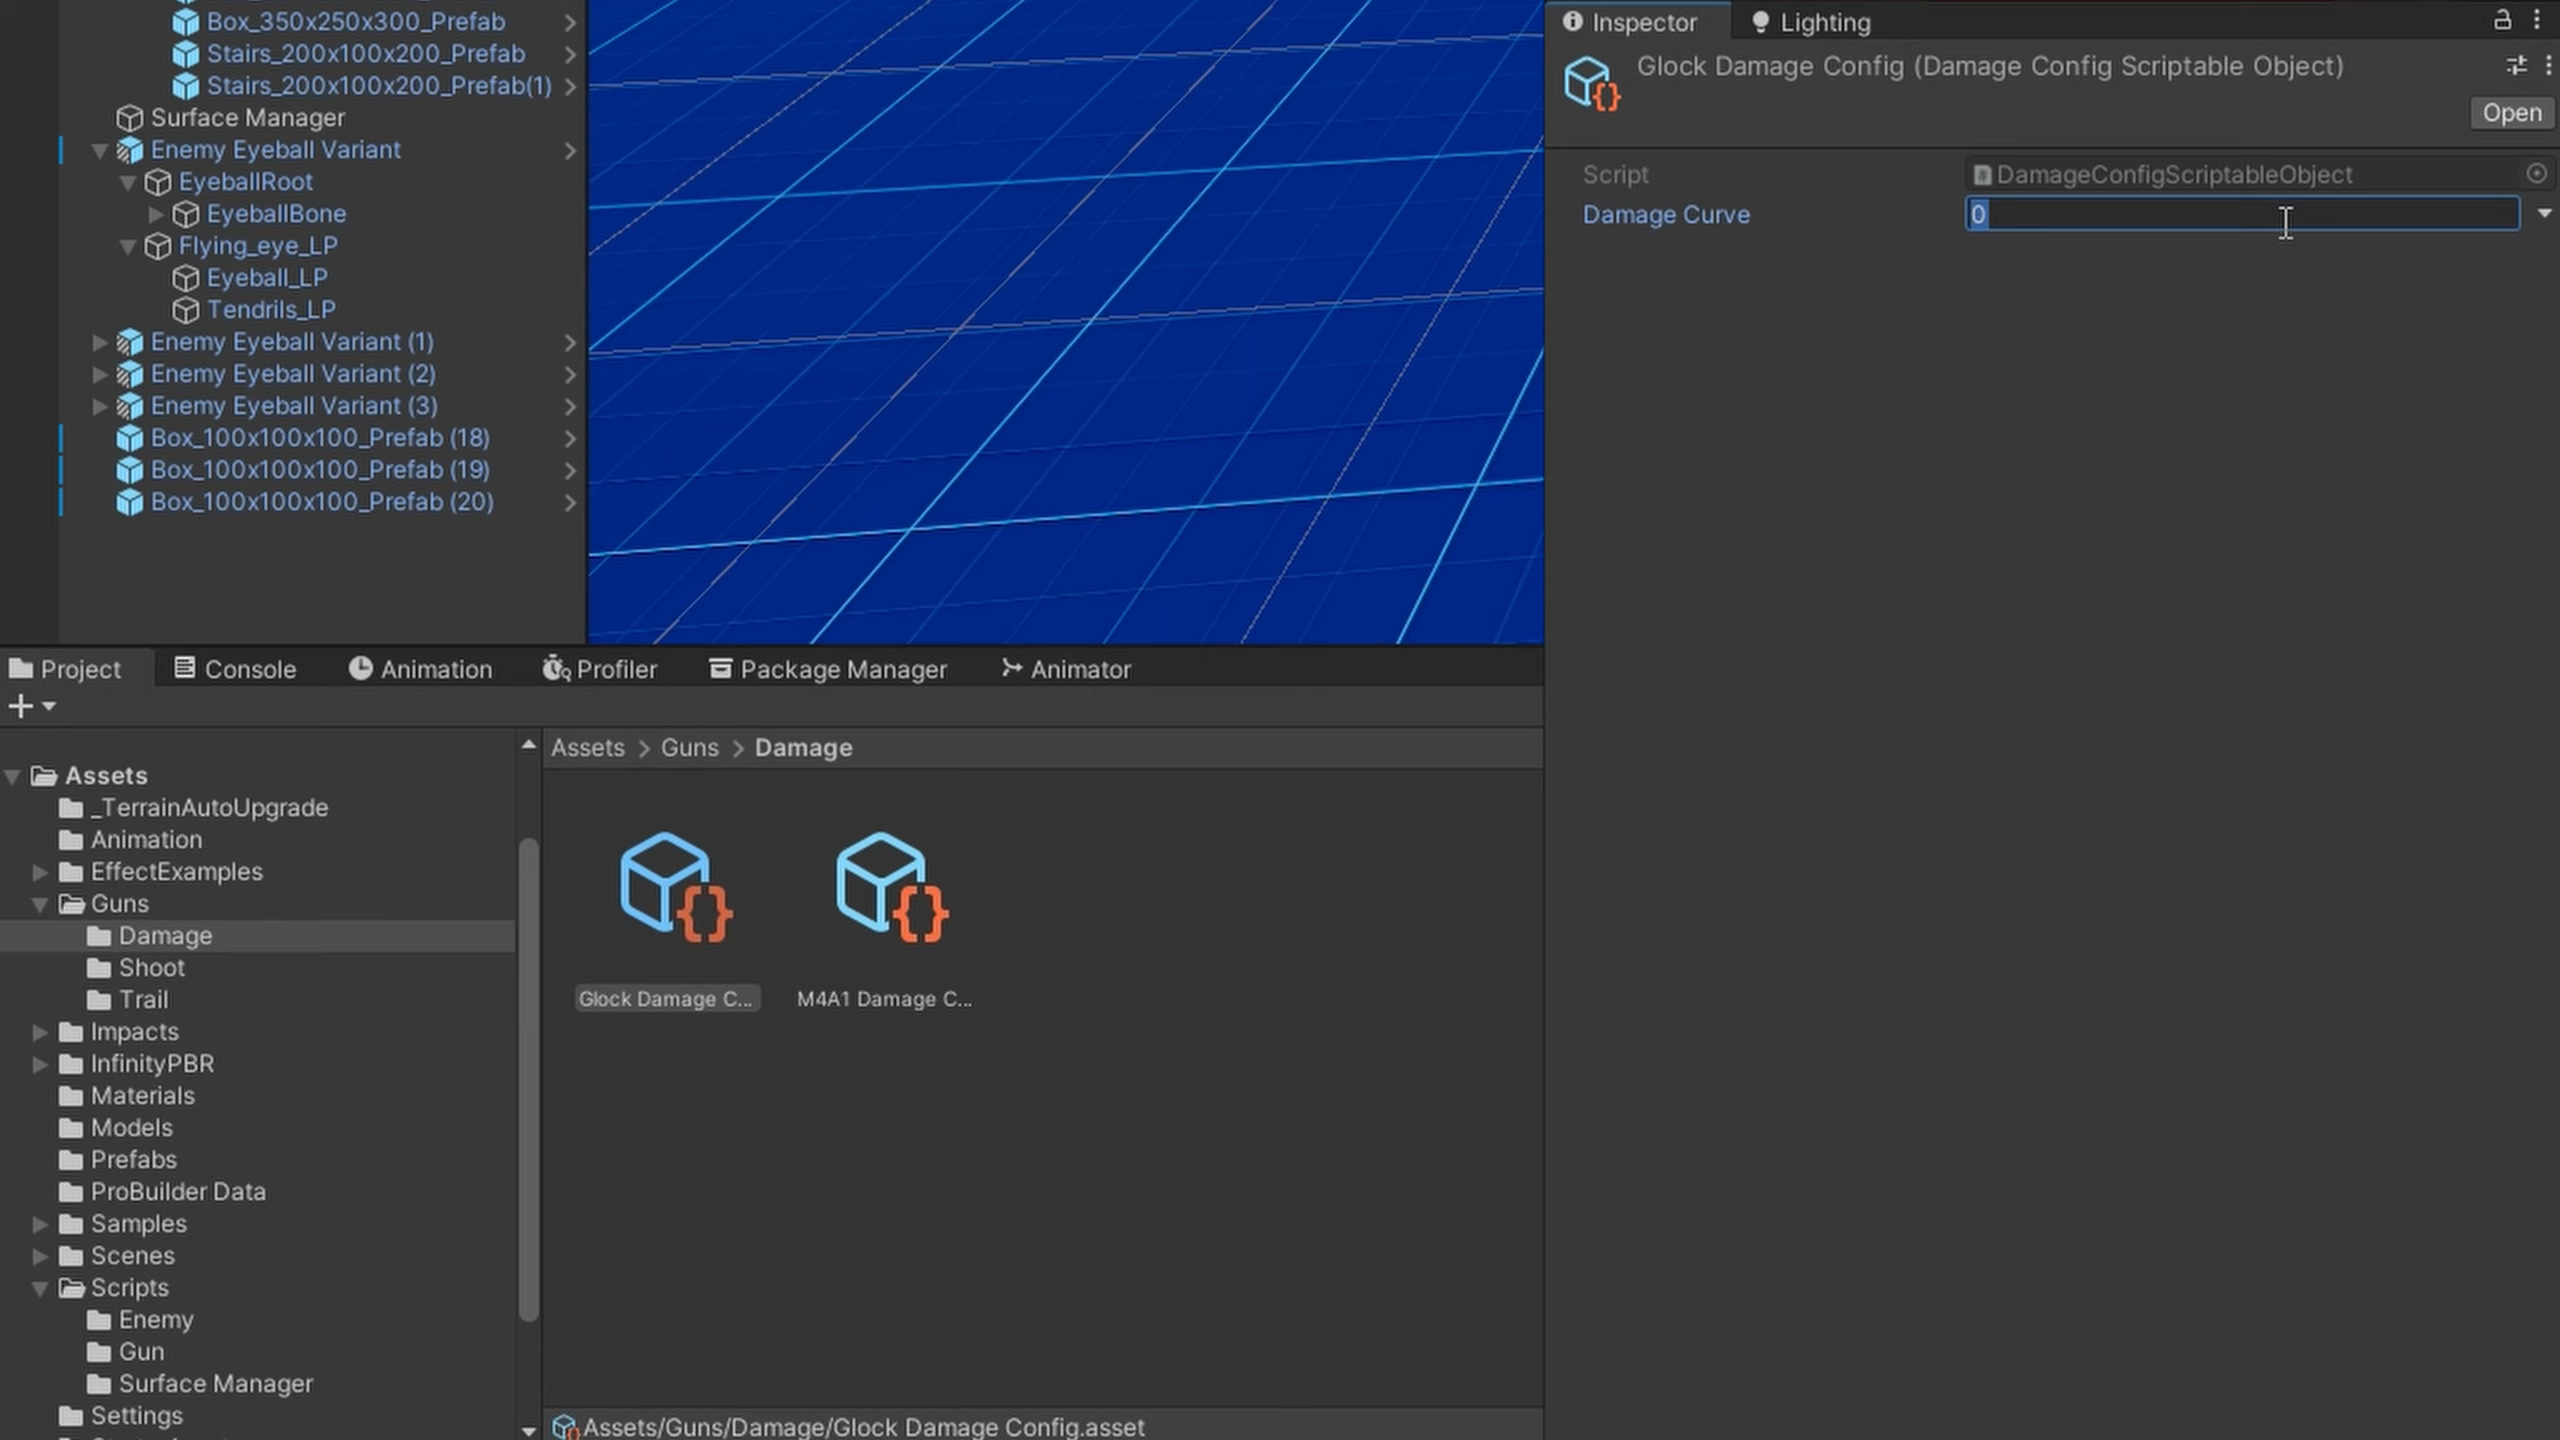 Box_350x250x300_Prefab
Stairs_200x100x200_Prefab
Stairs_200x100x200_Prefab(1)
Surface Manager
Enemy Eyeball Variant
EyeballRoot
EyeballBone
Flying_eye_LP
Eyeball_LP
Tendrils_LP
Enemy Eyeball Variant (1)
Enemy Eyeball Variant (2)
Enemy Eyeball Variant (3)
Box_100x100x100_Prefab (18)
Box_100x100x100_Prefab (19)
Box_100x100x100_Prefab (20)
Inspector Lighting
Glock Damage Config (Damage Config Scriptable Object)
Open
Script DamageConfigScriptableObject
Damage Curve 0
Project Console Animation Profiler Package Manager Animator
Assets > Guns > Damage
Assets
_TerrainAutoUpgrade
Animation
EffectExamples
Guns
Damage
Shoot
Trail
Impacts
InfinityPBR
Materials
Models
Prefabs
ProBuilder Data
Samples
Scenes
Scripts
Enemy
Gun
Surface Manager
Settings
Glock Damage C... M4A1 Damage C...
Assets/Guns/Damage/Glock Damage Config.asset